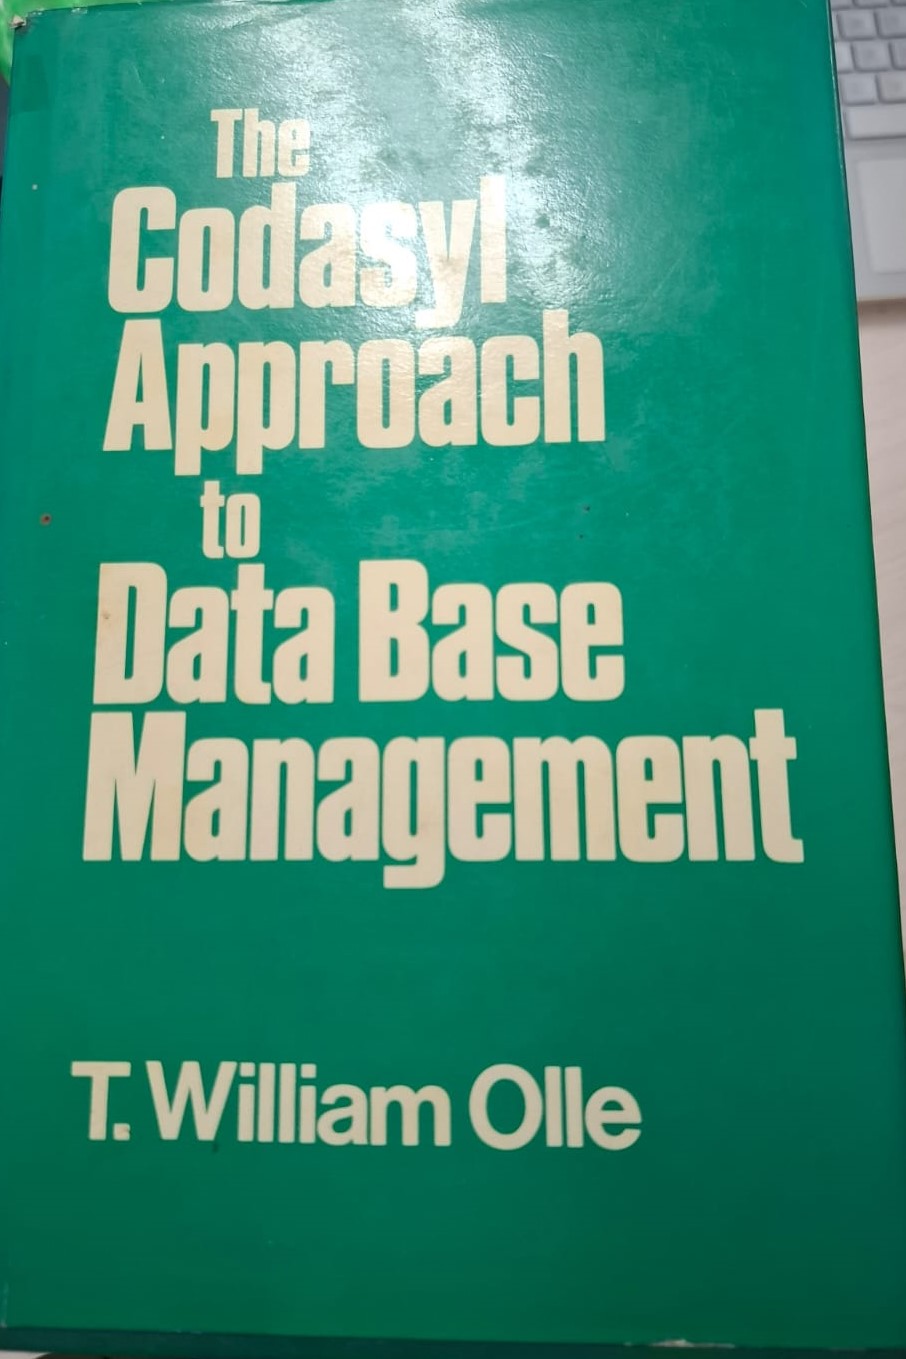 The
Codasyl
Approach
to
Data Base
Management
T. William Olle